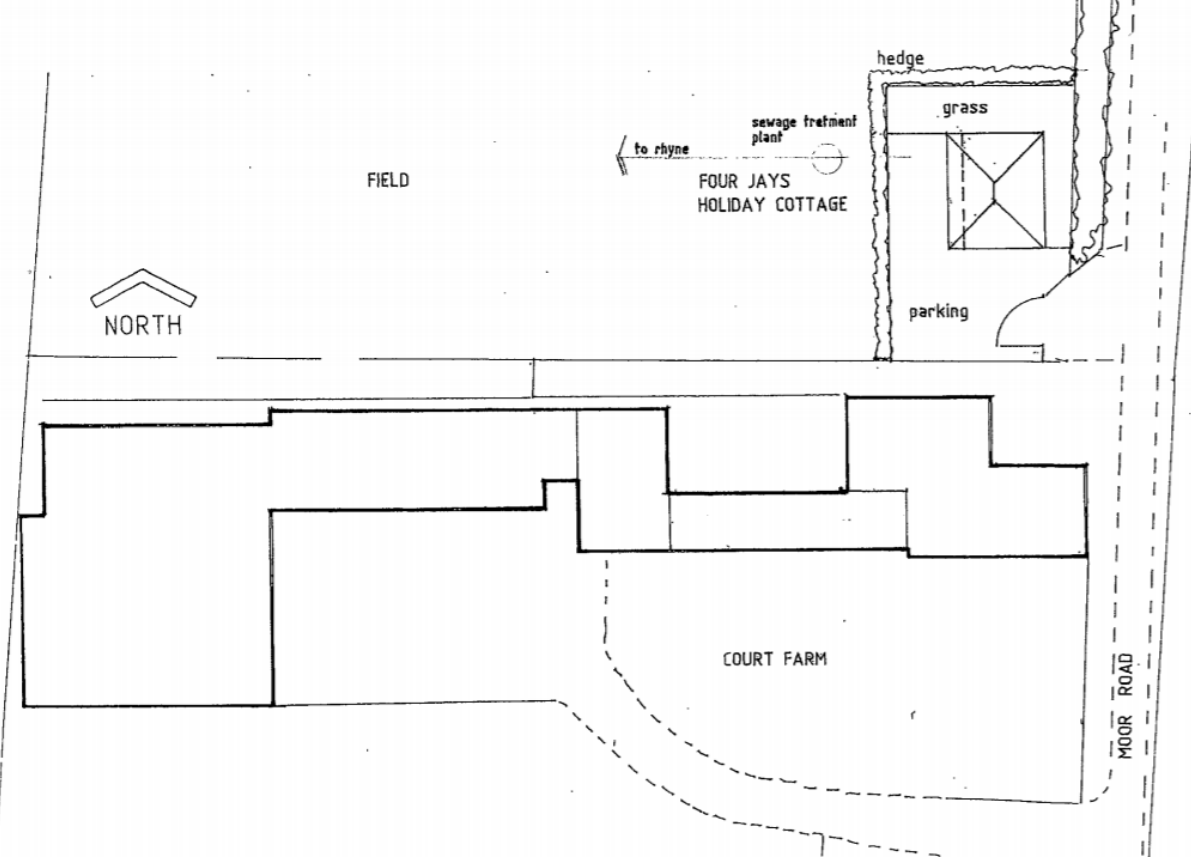 hedge
grass
sewage tretment
plant
to rhyne
FOUR JAYS
HOLIDAY COTTAGE
FIELD
parking
NORTH
COURT FARM
MOOR ROAD